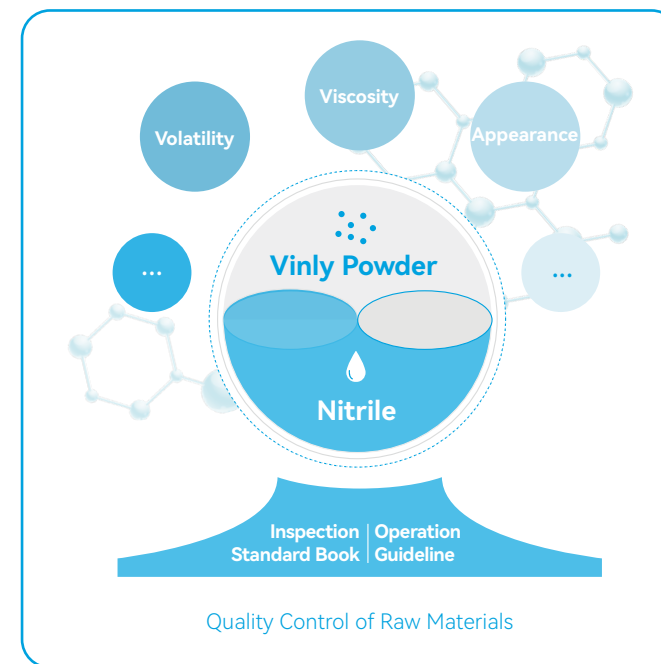 Viscosity
Volatility
Appearance
...
Vinly Powder
...
Nitrile
Inspection | Operation
Standard Book | Guideline
Quality Control of Raw Materials